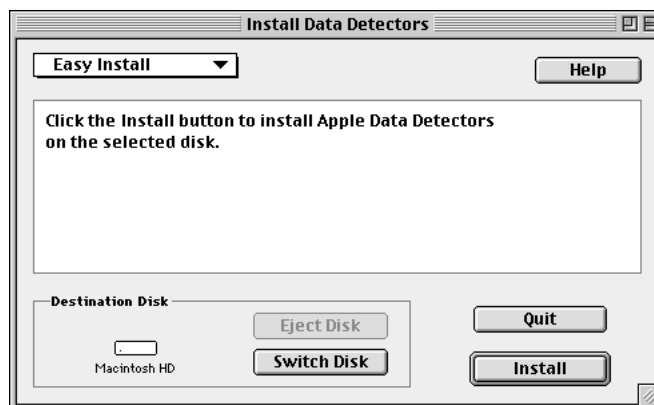 Install Data Detectors
Easy Install
Help
Click the Install button to install Apple Data Detectors
on the selected disk.
Destination Disk
Eject Disk
Quit
Macintosh HD
Switch Disk
Install